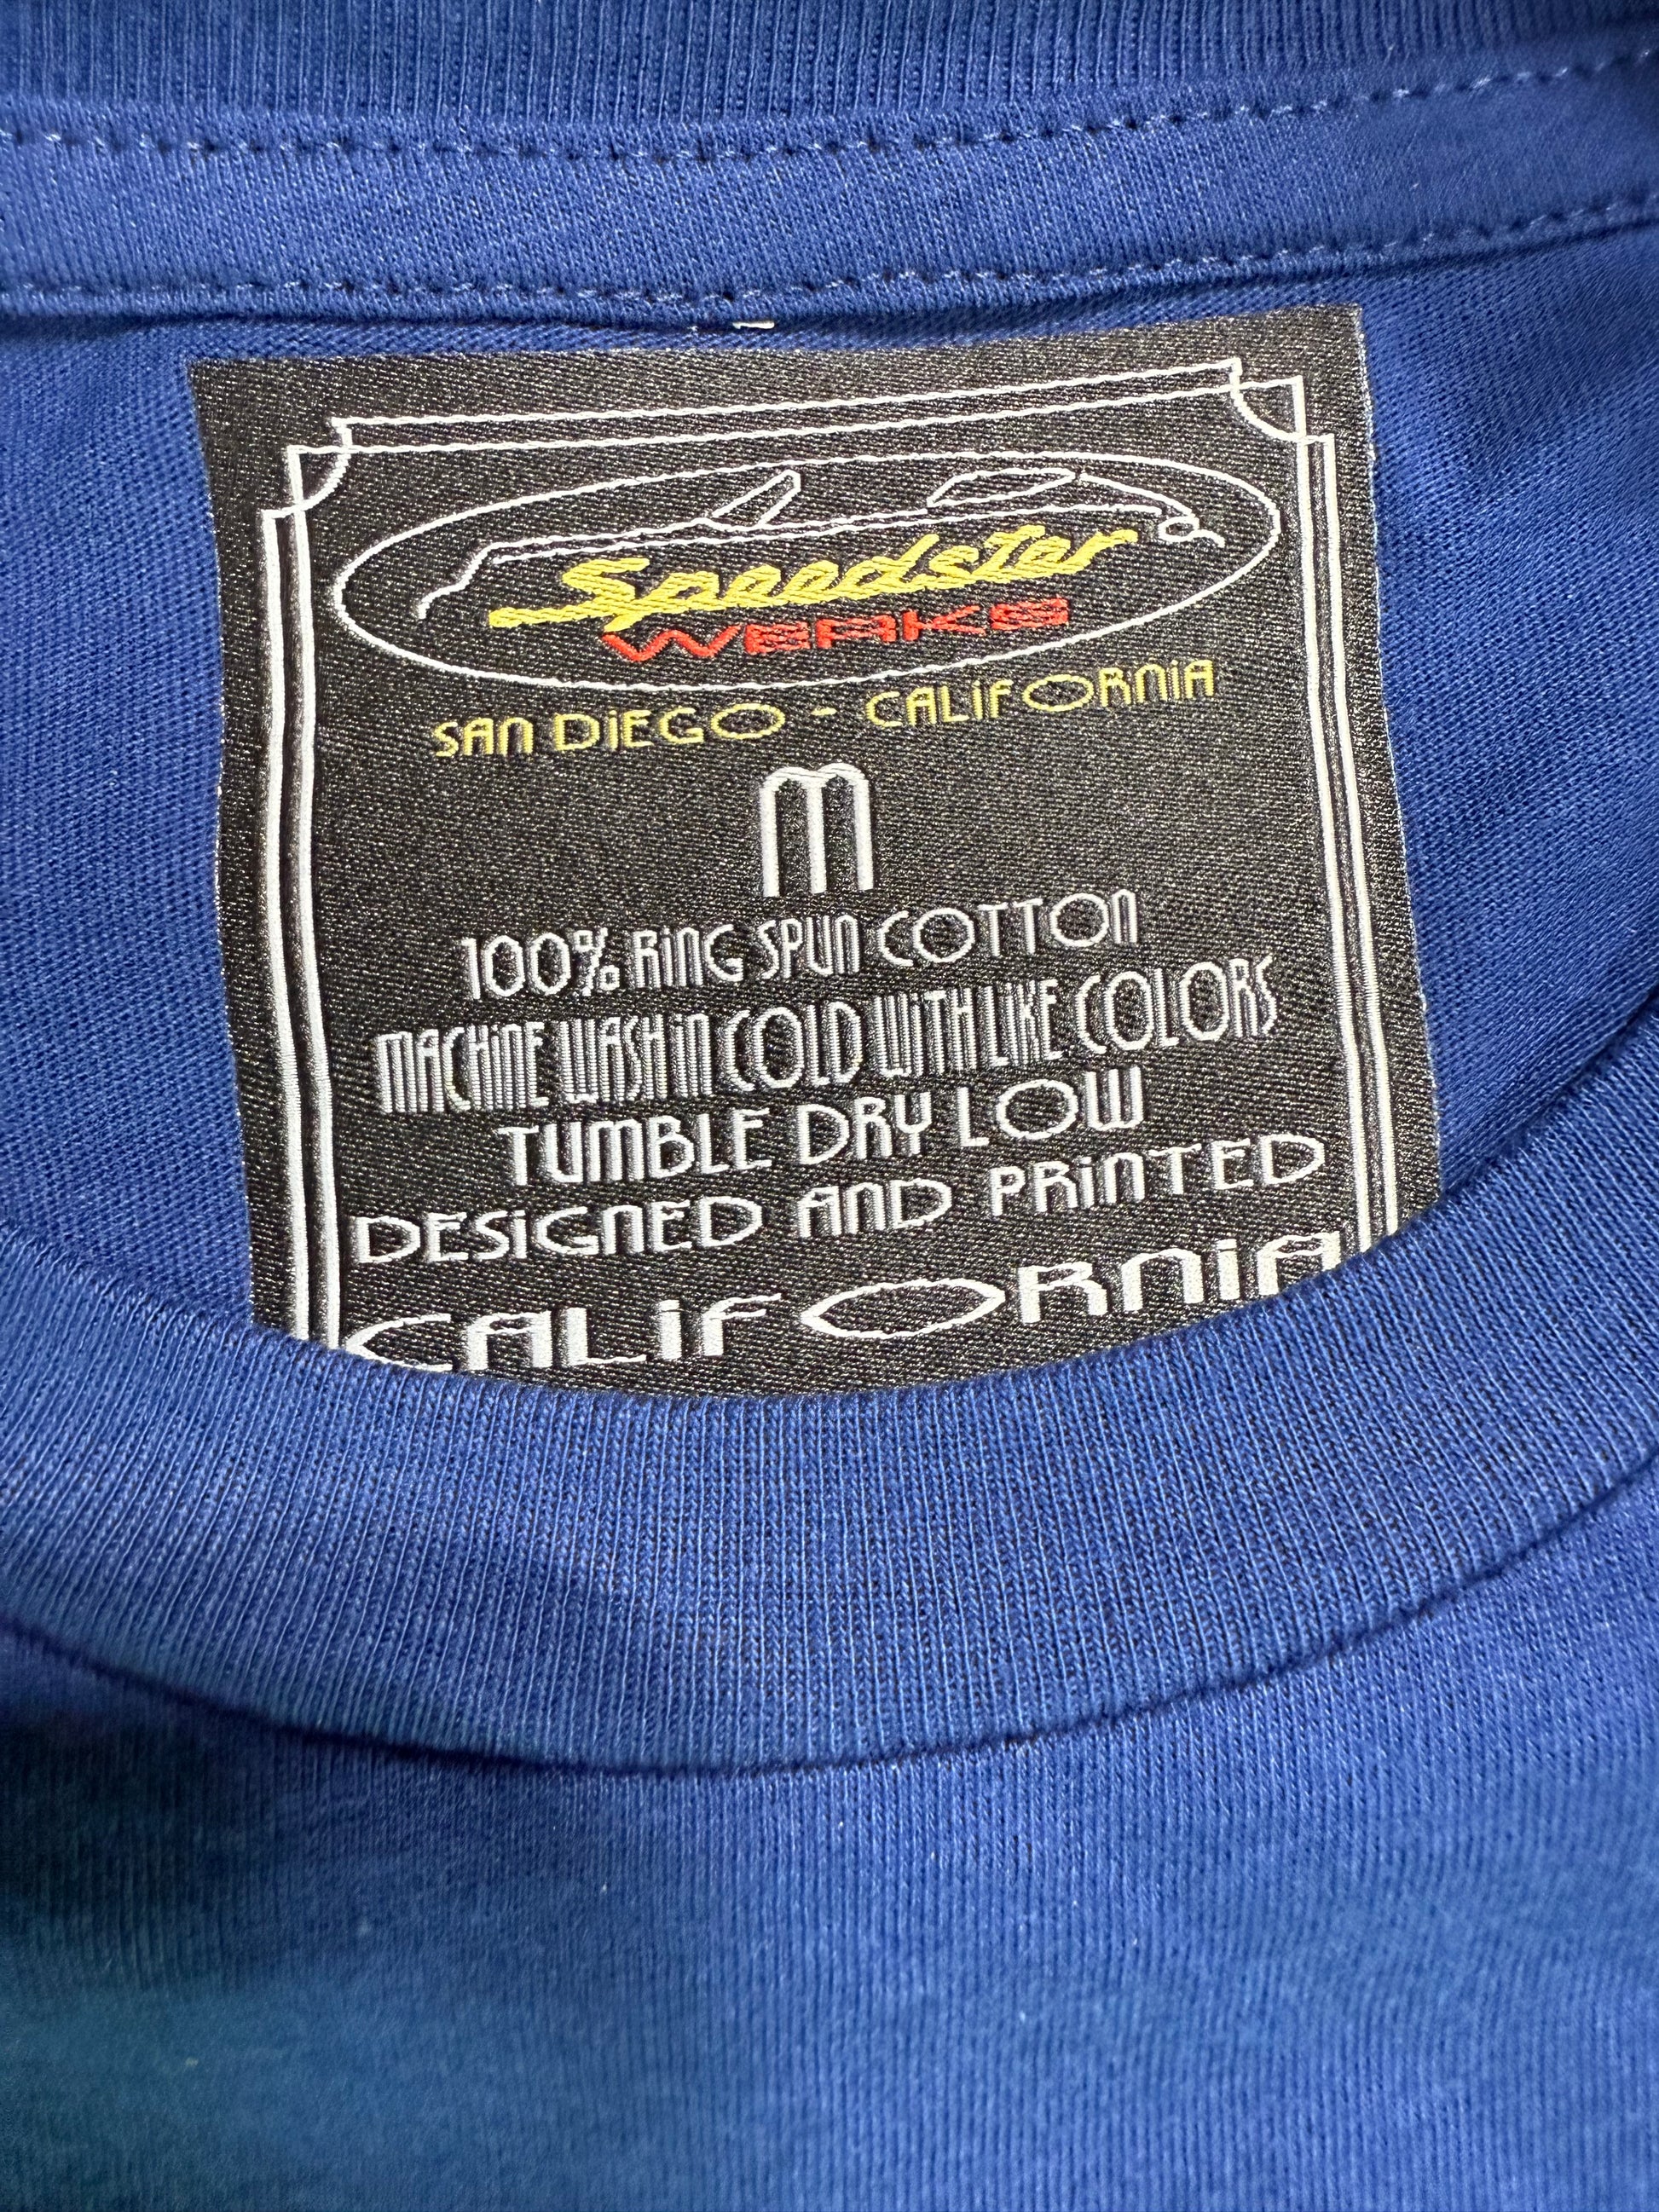 Speedster
WERKS
SAN DiEGO - CALiFORNiA
M
100% RiNG SPUN COTTON
MACHiNE WASH iN COLD WiTH LIKE COLORS
TUMBLE DRY LOW
DESiGNED AND PRiNTED
CALiFORNiA